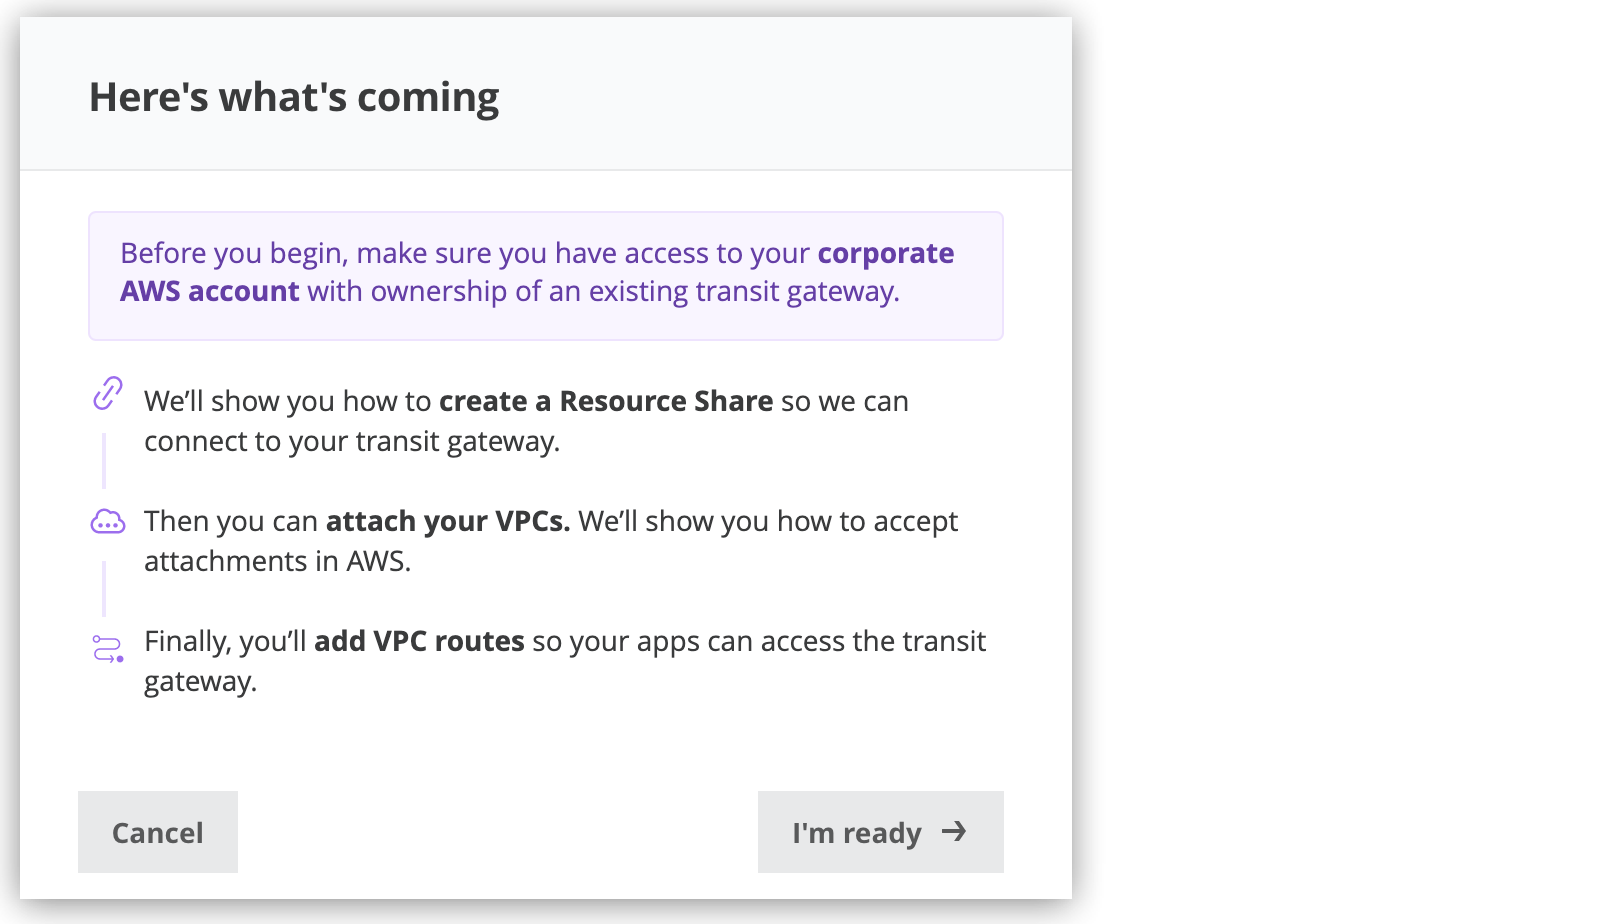 Here's what's coming
Before you begin, make sure you have access to your corporate
AWS account with ownership of an existing transit gateway.
We’ll show you how to create a Resource Share so we can
connect to your transit gateway.
Then you can attach your VPCs. We’ll show you how to accept
attachments in AWS.
Finally, you’ll add VPC routes so your apps can access the transit
gateway.
Cancel
I'm ready